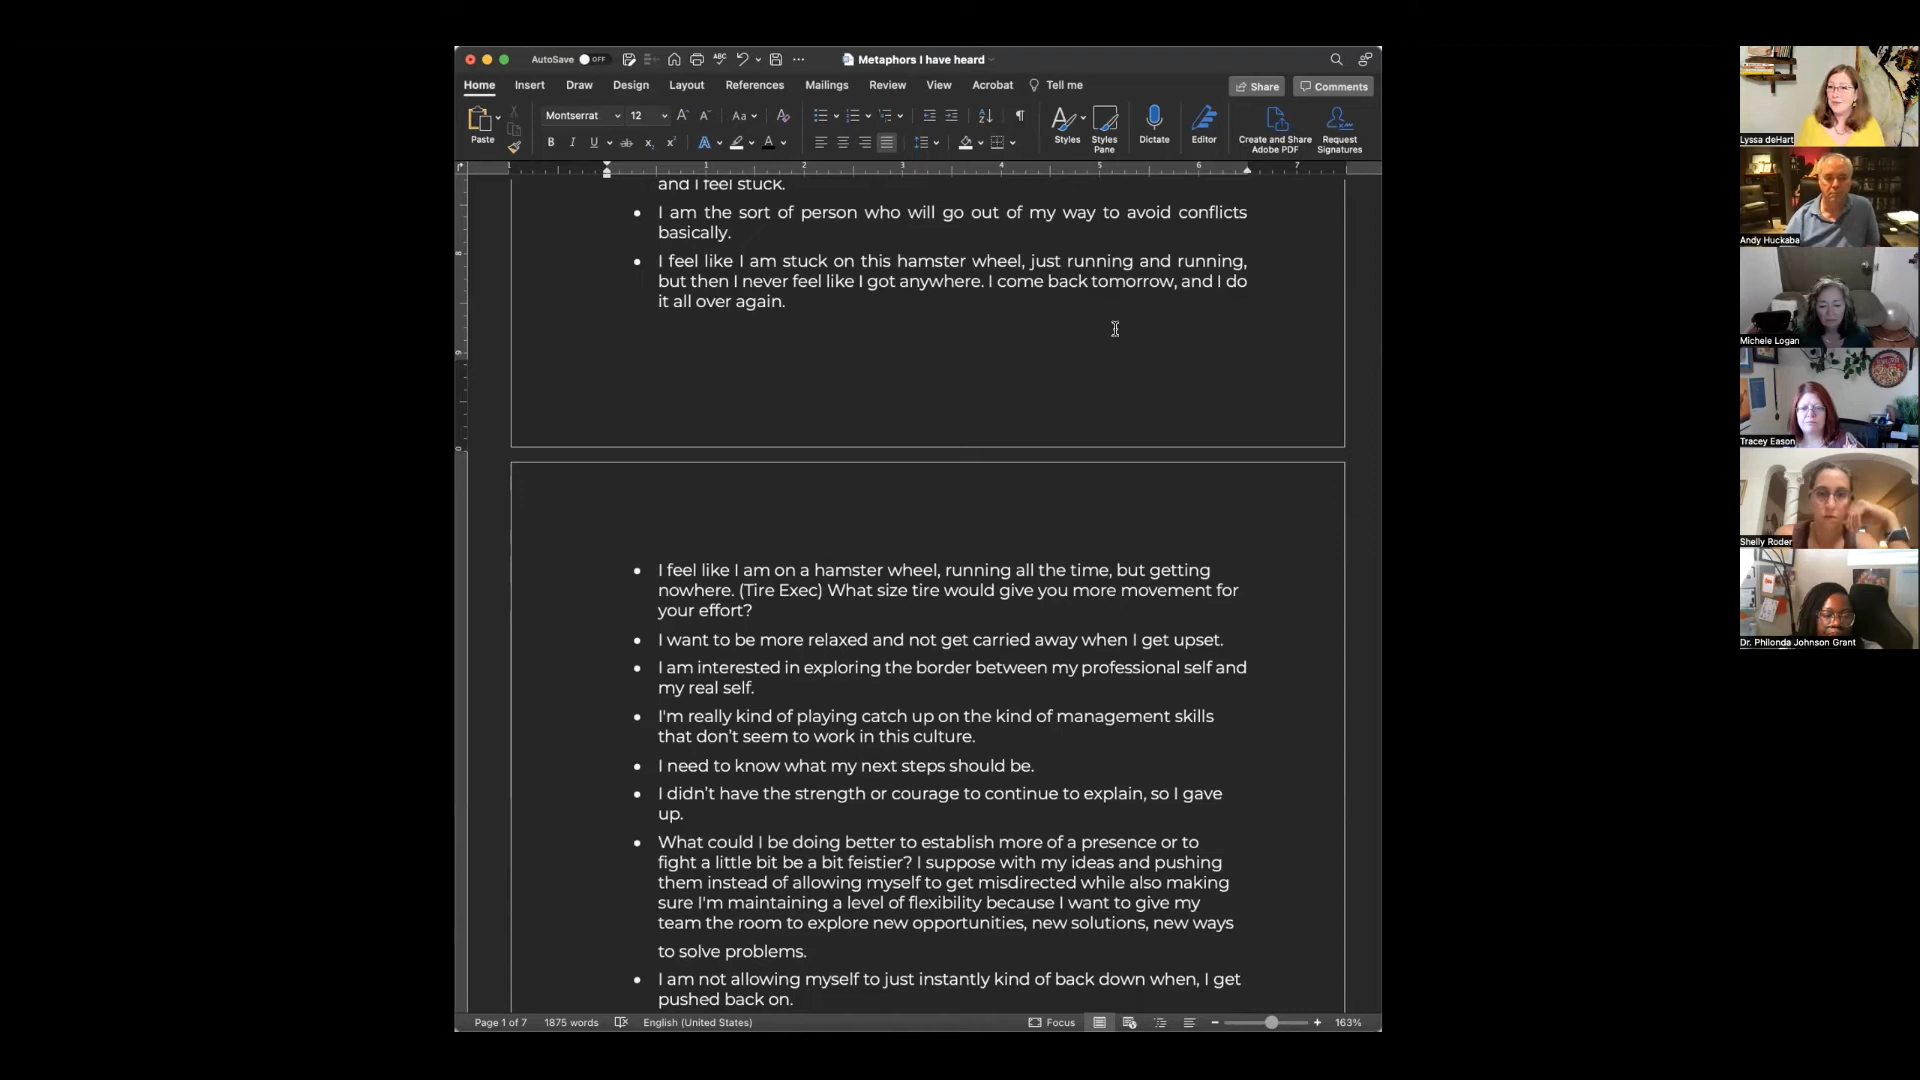 AutoSave OFF
Metaphors I have heard
Home Insert Draw Design Layout References Mailings Review View Acrobat Tell me
Share Comments
Paste
Montserrat 12
Styles
Styles Pane
Dictate
Editor
Create and Share Adobe PDF
Request Signatures
1 1 2 3 4 5 6 7
and I feel stuck.
• I am the sort of person who will go out of my way to avoid conflicts
basically.
• I feel like I am stuck on this hamster wheel, just running and running,
but then I never feel like I got anywhere. I come back tomorrow, and I do
it all over again.
• I feel like I am on a hamster wheel, running all the time, but getting
nowhere. (Tire Exec) What size tire would give you more movement for
your effort?
• I want to be more relaxed and not get carried away when I get upset.
• I am interested in exploring the border between my professional self and
my real self.
• I'm really kind of playing catch up on the kind of management skills
that don't seem to work in this culture.
• I need to know what my next steps should be.
• I didn't have the strength or courage to continue to explain, so I gave
up.
• What could I be doing better to establish more of a presence or to
fight a little bit be a bit feistier? I suppose with my ideas and pushing
them instead of allowing myself to get misdirected while also making
sure I'm maintaining a level of flexibility because I want to give my
team the room to explore new opportunities, new solutions, new ways
to solve problems.
• I am not allowing myself to just instantly kind of back down when, I get
pushed back on.
Page 1 of 7 1875 words English (United States) Focus 163%
Lyssa deHart
Andy Huckaba
Michele Logan
Tracey Eason
Shelly Roder
Dr. Philonda Johnson Grant